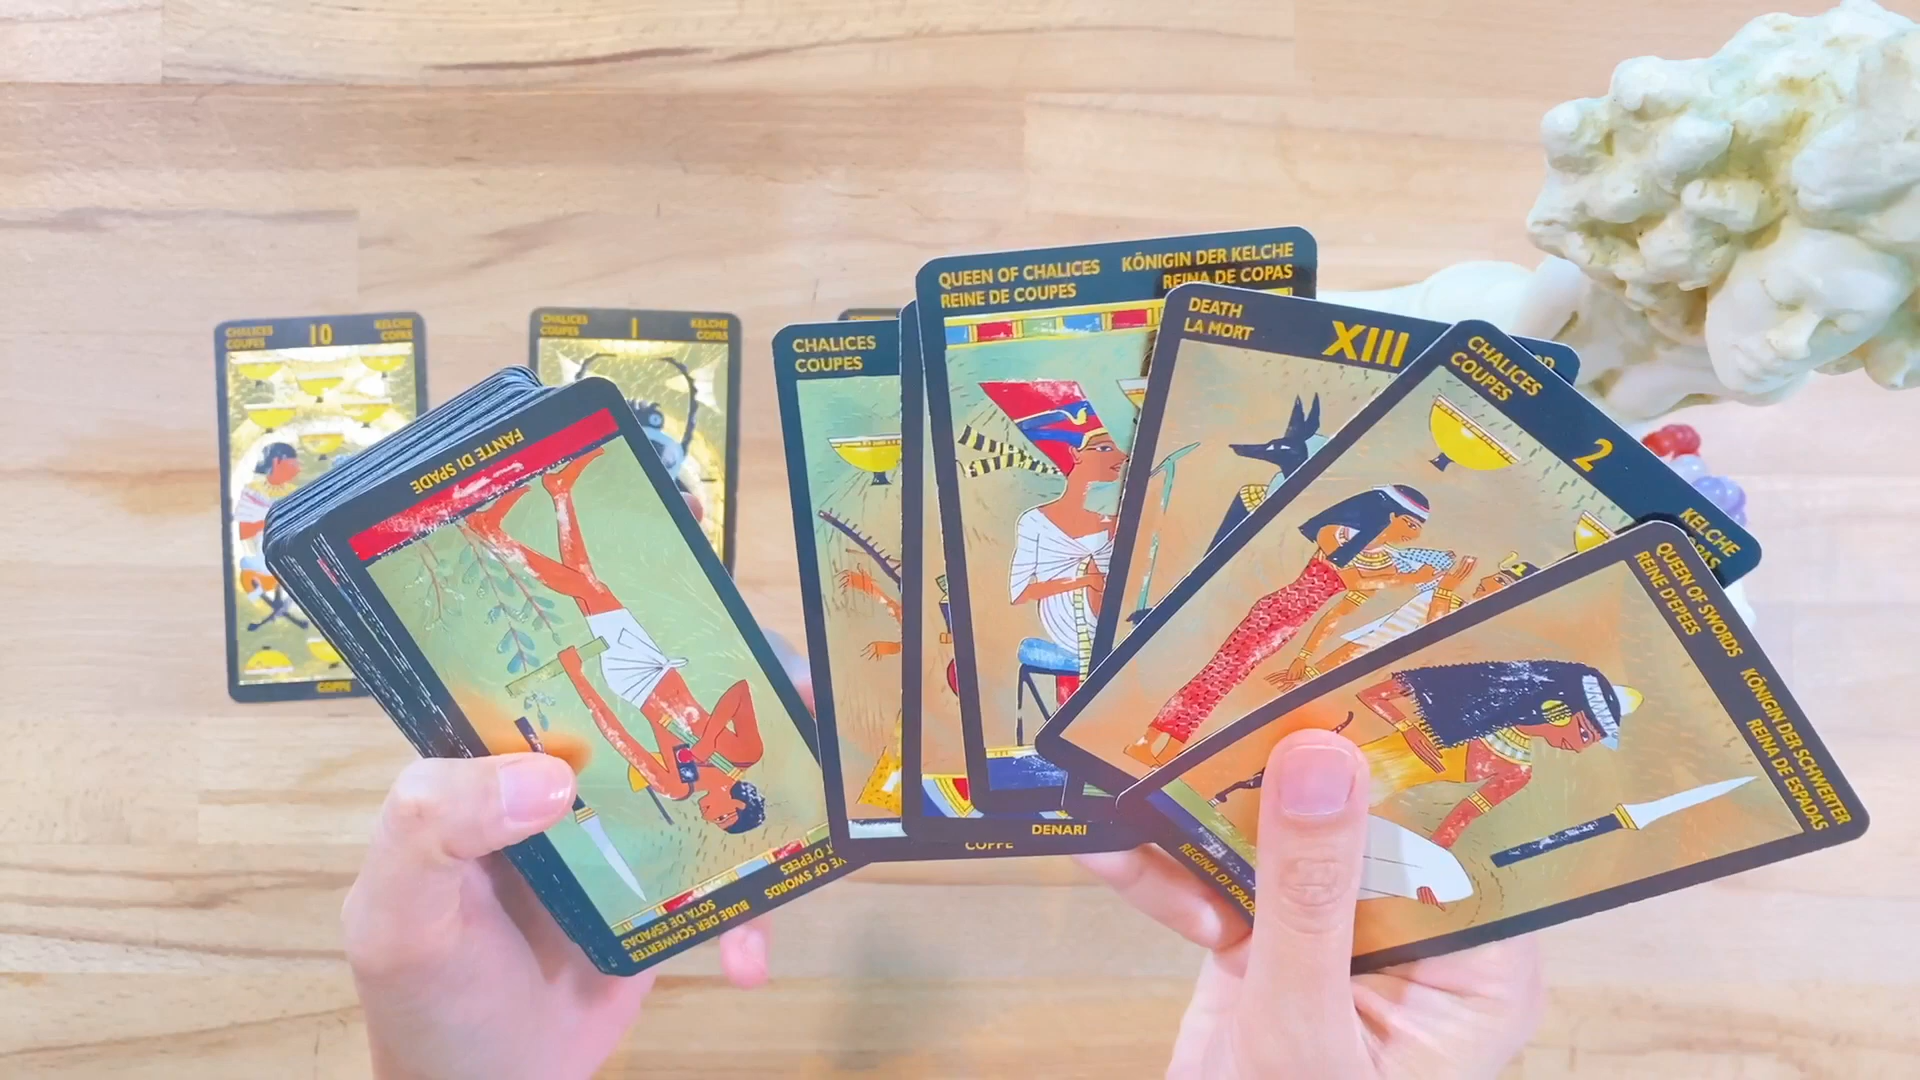 CHALICES
COUPES
10
KELCHE
COPAS
COPPE
CHALICES
COUPES
1
KELCHE
COPAS
FANTE DI SPADE
VE OF SWORDS
T D'EPEES
BUBE DER SCHWERTER
SOTA DE ESPADAS
CHALICES
COUPES
COPPE
DENARI
QUEEN OF CHALICES
REINE DE COUPES
KÖNIGIN DER KELCHE
REINA DE COPAS
DEATH
LA MORT
XIII
CHALICES
COUPES
2
KELCHE
COPAS
QUEEN OF SWORDS
REINE D'EPEES
KÖNIGIN DER SCHWERTER
REINA DE ESPADAS
REGINA DI SPADE